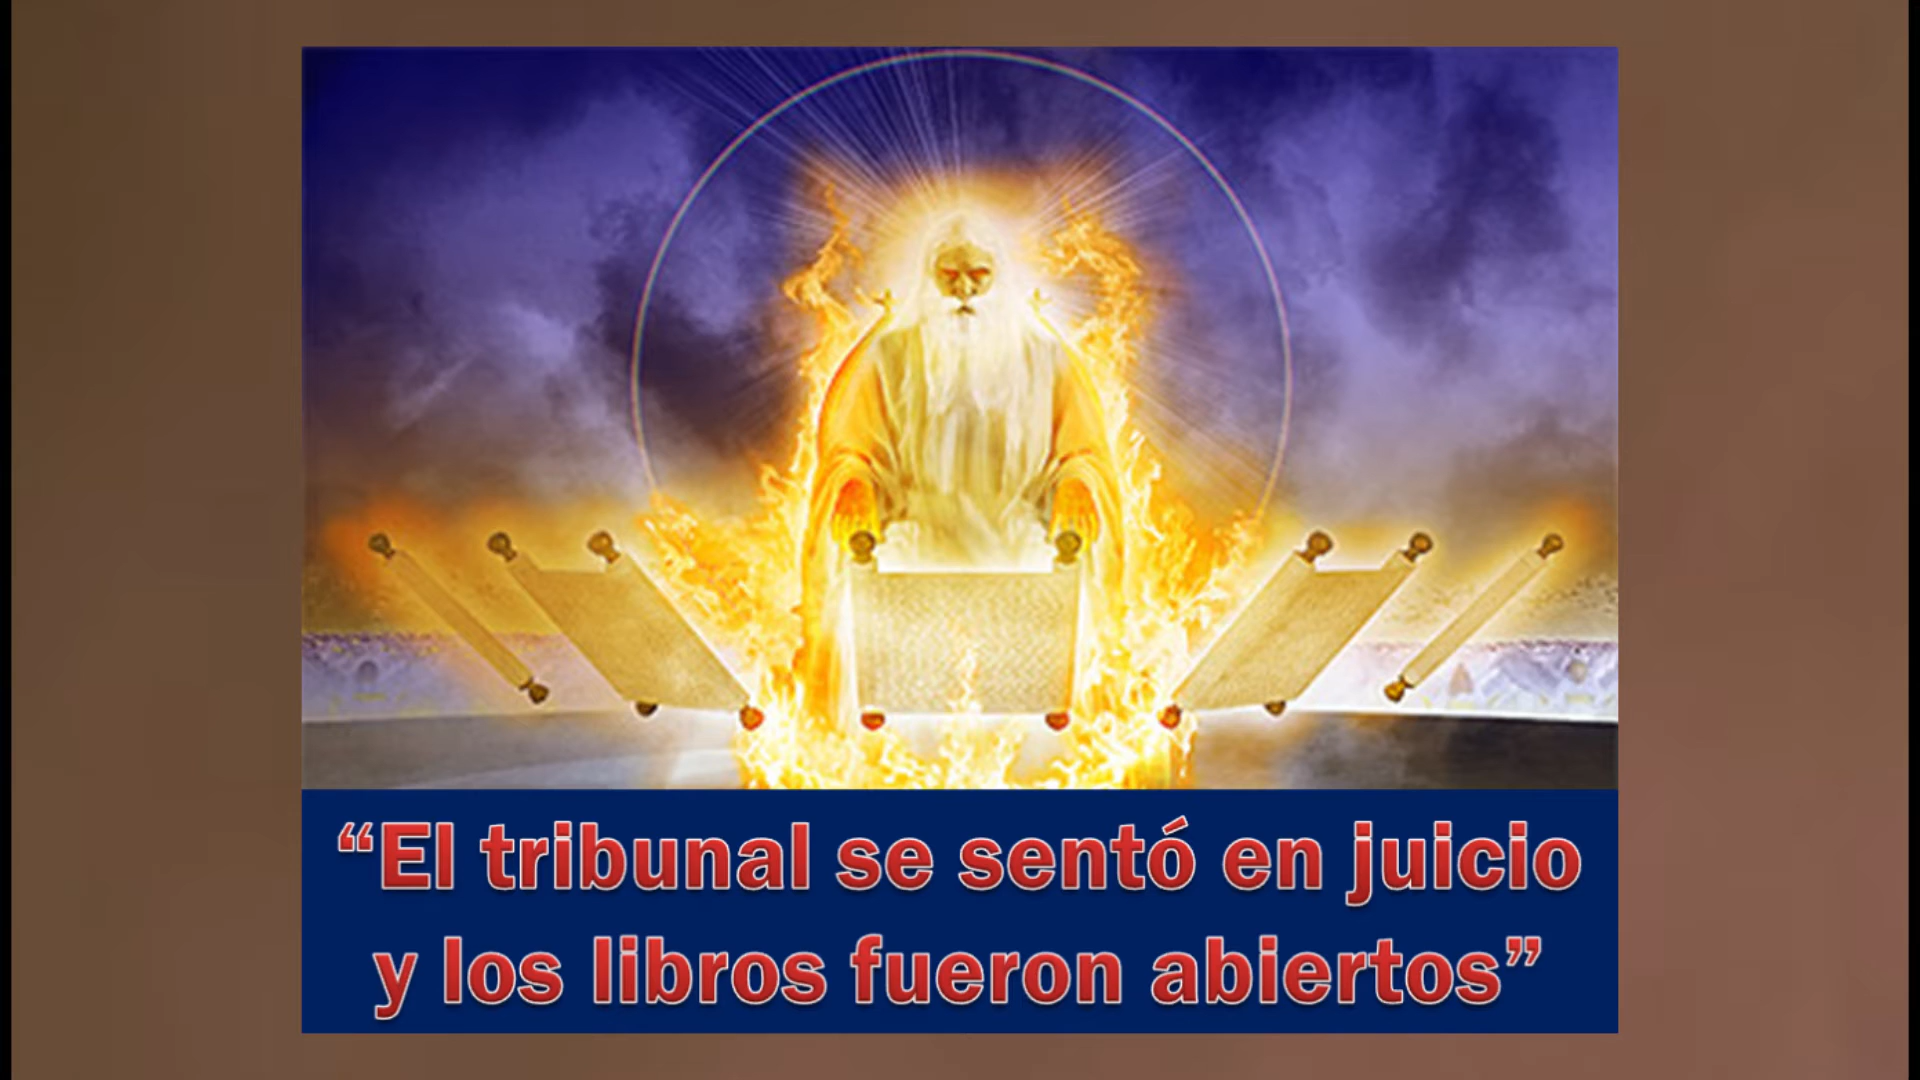 “El tribunal se sentó en juicio
y los libros fueron abiertos”